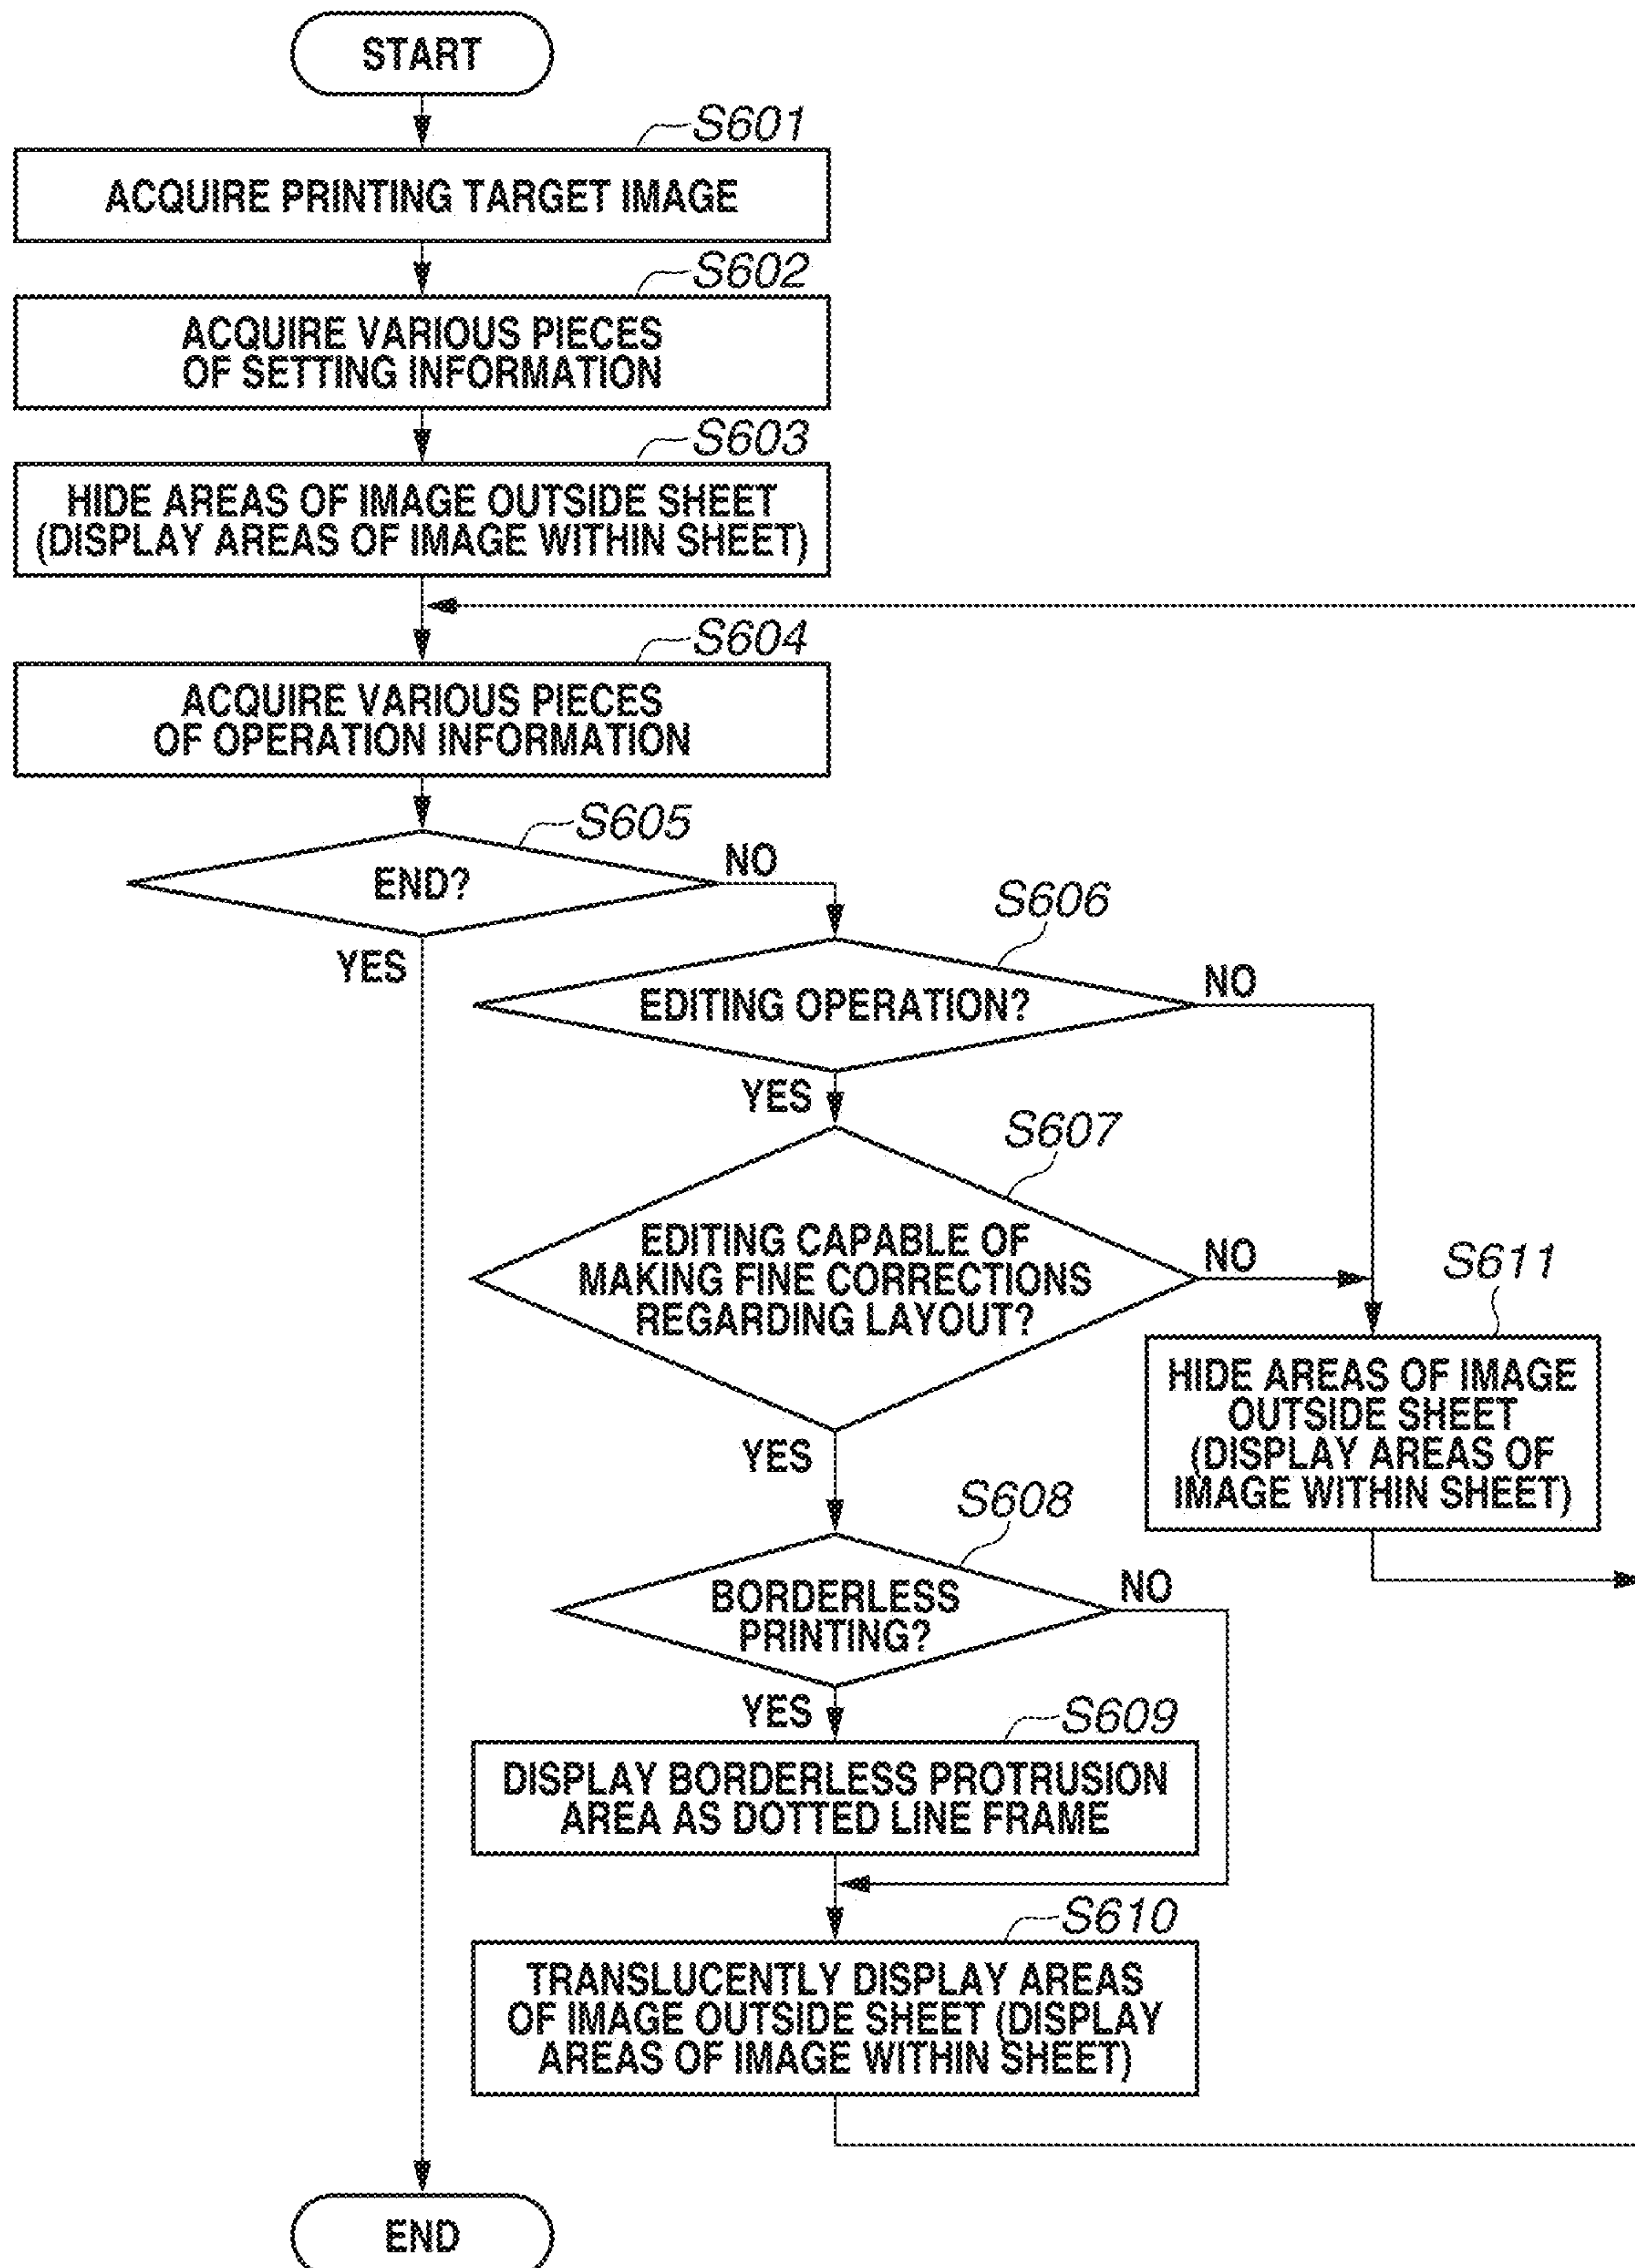 START
S601
ACQUIRE PRINTING TARGET IMAGE
S602
ACQUIRE VARIOUS PIECES
OF SETTING INFORMATION
S603
HIDE AREAS OF IMAGE OUTSIDE SHEET
(DISPLAY AREAS OF IMAGE WITHIN SHEET)
S604
ACQUIRE VARIOUS PIECES
OF OPERATION INFORMATION
S605
END?
NO
YES
S606
EDITING OPERATION?
NO
YES
S607
EDITING CAPABLE OF
MAKING FINE CORRECTIONS
REGARDING LAYOUT?
NO
YES
S611
HIDE AREAS OF IMAGE
OUTSIDE SHEET
(DISPLAY AREAS OF
IMAGE WITHIN SHEET)
S608
BORDERLESS
PRINTING?
NO
YES
S609
DISPLAY BORDERLESS PROTRUSION
AREA AS DOTTED LINE FRAME
S610
TRANSLUCENTLY DISPLAY AREAS
OF IMAGE OUTSIDE SHEET (DISPLAY
AREAS OF IMAGE WITHIN SHEET)
END